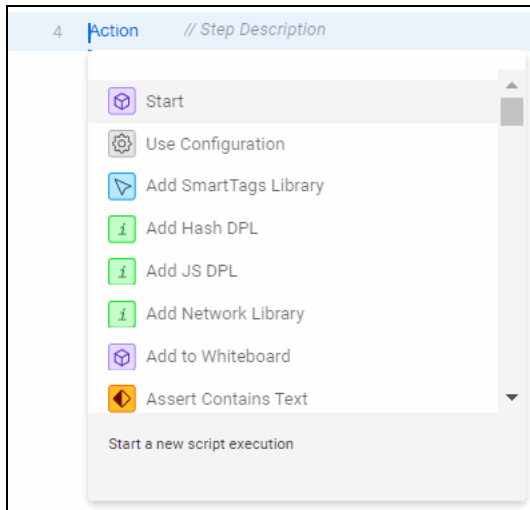 4 Action // Step Description
Start
Use Configuration
Add SmartTags Library
Add Hash DPL
Add JS DPL
Add Network Library
Add to Whiteboard
Assert Contains Text
Start a new script execution